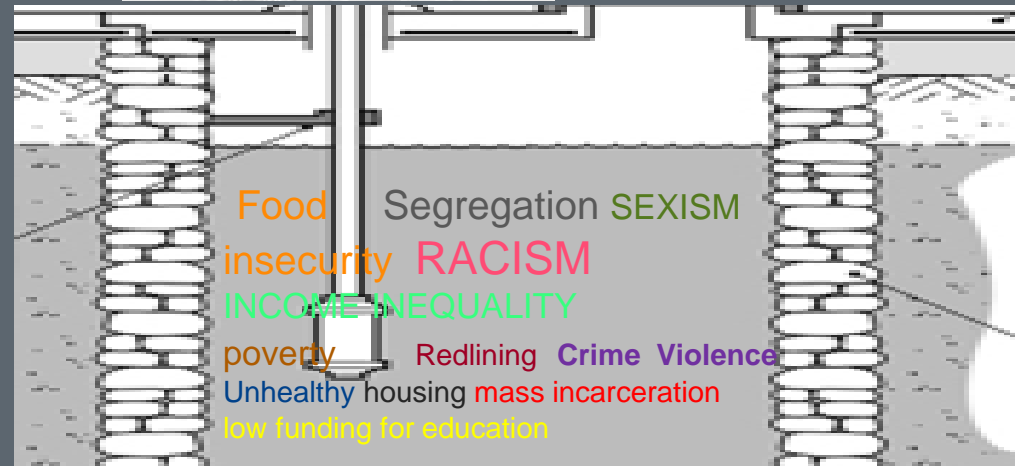 Food Segregation SEXISM
insecurity RACISM
INCOME INEQUALITY
poverty Redlining Crime Violence
Unhealthy housing mass incarceration
low funding for education